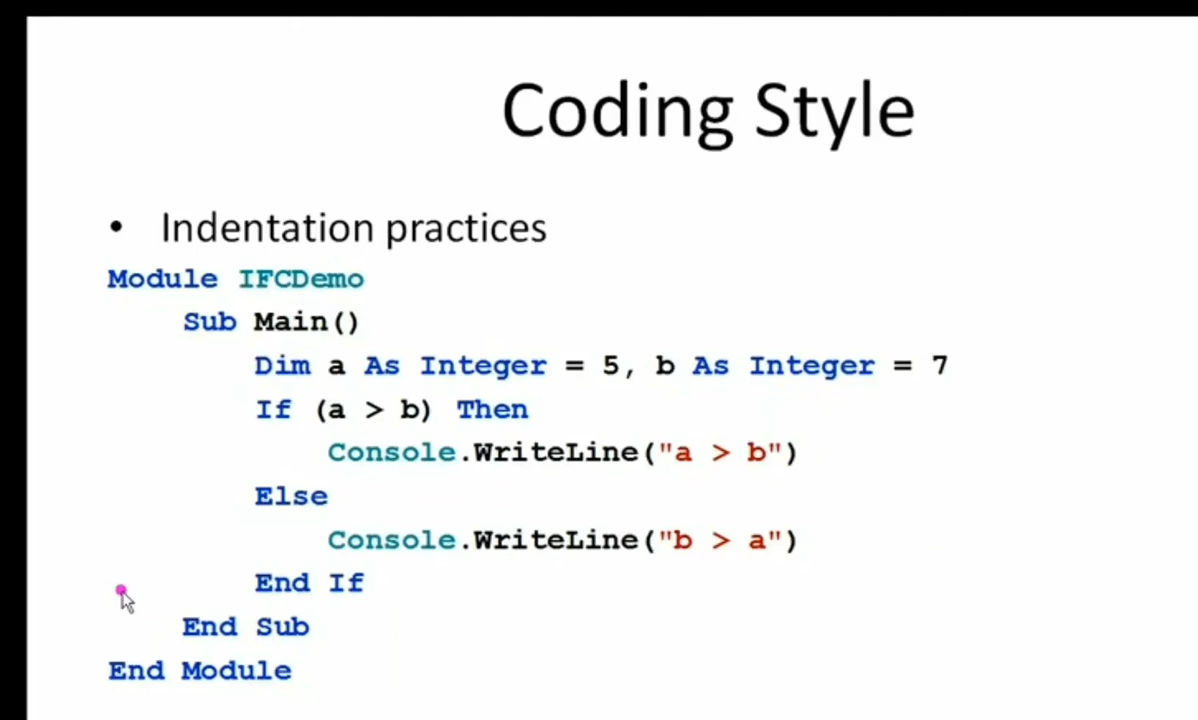 Coding Style
• Indentation practices
Module IFCDemo
    Sub Main()
        Dim a As Integer = 5, b As Integer = 7
        If (a > b) Then
            Console.WriteLine("a > b")
        Else
            Console.WriteLine("b > a")
        End If
    End Sub
End Module